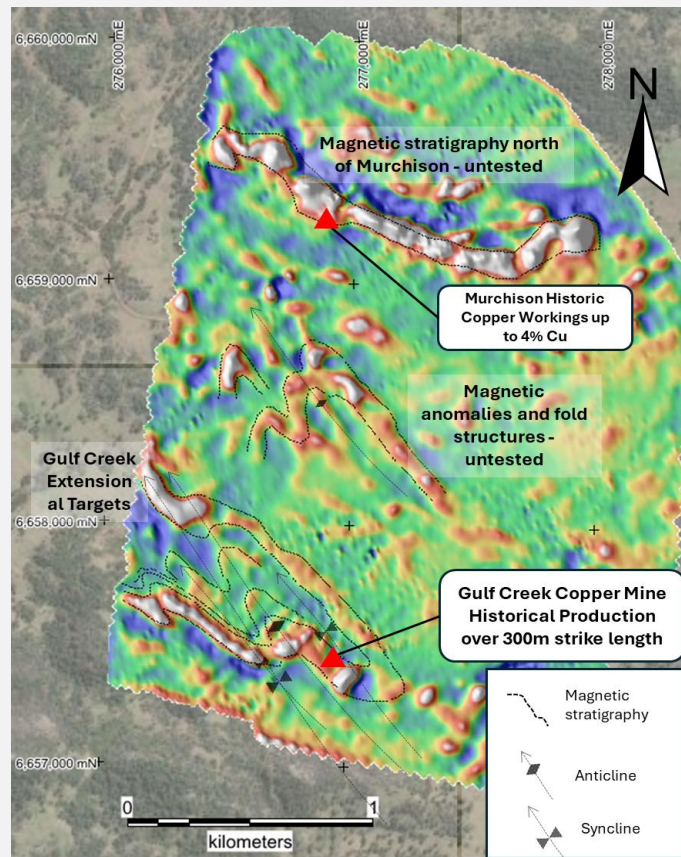 6,660,000 mN
276,000 mE
277,000 mE
278,000 mE
N
Magnetic stratigraphy north
of Murchison - untested
6,659,000 mN
Murchison Historic
Copper Workings up
to 4% Cu
Magnetic
anomalies and fold
structures -
untested
Gulf Creek
Extension
al Targets
6,658,000 mN
Gulf Creek Copper Mine
Historical Production
over 300m strike length
Magnetic
stratigraphy
Anticline
Syncline
6,657,000 mN
0
1
kilometers